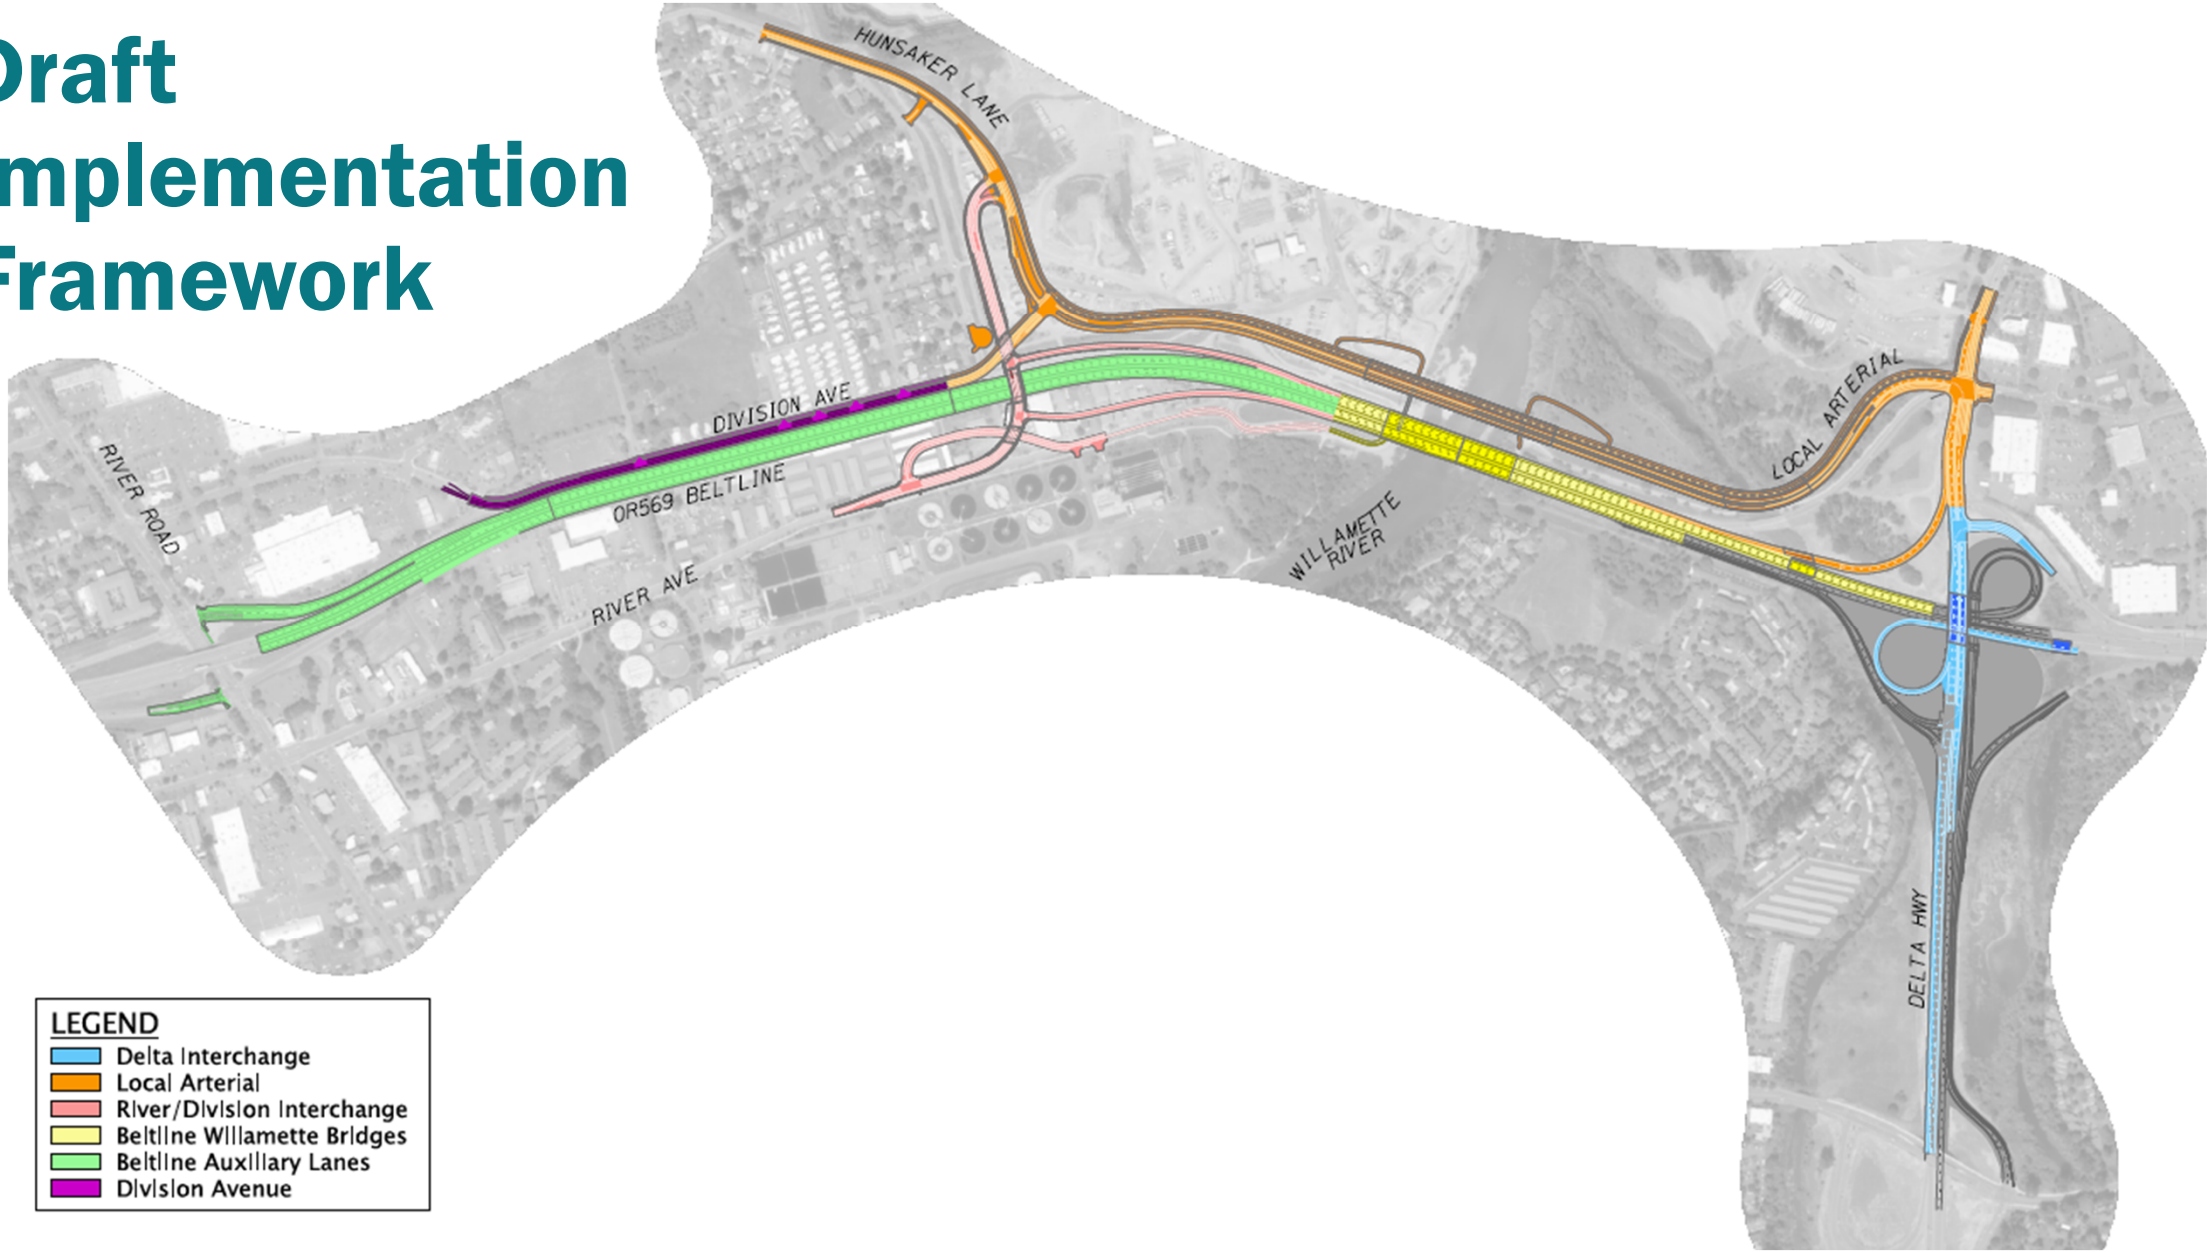 Draft
Implementation
Framework
HUNSAKER LANE
DIVISION AVE
RIVER ROAD
OR569 BELTLINE
RIVER AVE
WILLAMETTE
RIVER
LOCAL ARTERIAL
DELTA HWY
LEGEND
Delta Interchange
Local Arterial
River/Division Interchange
Beltline Willamette Bridges
Beltline Auxiliary Lanes
Division Avenue